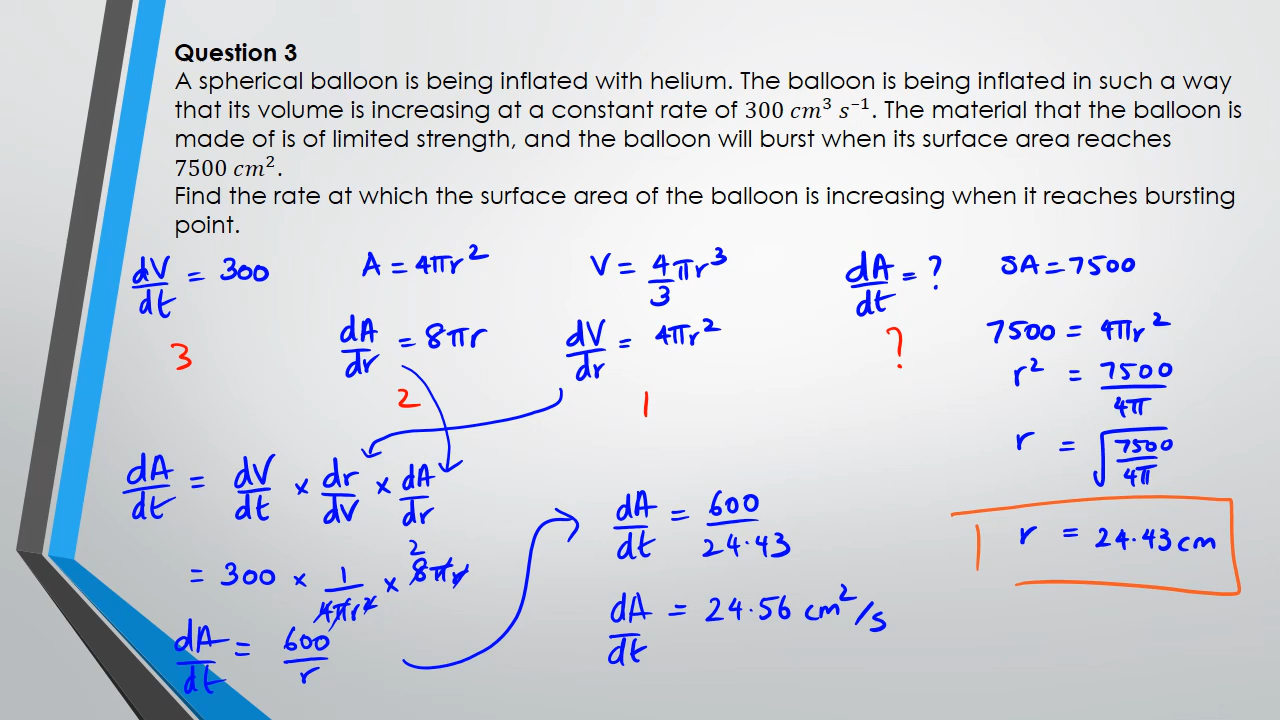 Question 3
A spherical balloon is being inflated with helium. The balloon is being inflated in such a way
that its volume is increasing at a constant rate of 300 cm³ s⁻¹. The material that the balloon is
made of is of limited strength, and the balloon will burst when its surface area reaches
7500 cm².
Find the rate at which the surface area of the balloon is increasing when it reaches bursting
point.
dV/dt = 300
A = 4πr²
V = 4/3 πr³
dA/dt = ?
SA = 7500
3
dA/dr = 8πr
2
dV/dr = 4πr²
1
?
7500 = 4πr²
r² = 7500/4π
r = √(7500/4π)
r = 24.43 cm
dA/dt = dV/dt × dr/dV × dA/dr
= 300 × 1/4πr² × 8πr
2
dA/dt = 600/r
dA/dt = 600/24.43
dA/dt = 24.56 cm²/s